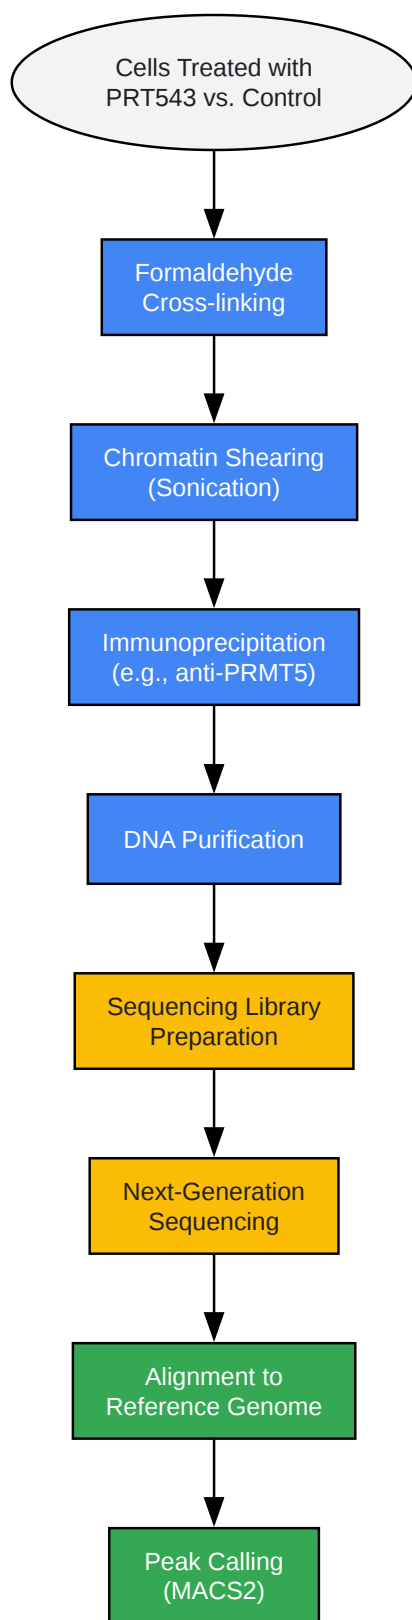 Cells Treated with
PRT543 vs. Control
Formaldehyde
Cross-linking
Chromatin Shearing
(Sonication)
Immunoprecipitation
(e.g., anti-PRMT5)
DNA Purification
Sequencing Library
Preparation
Next-Generation
Sequencing
Alignment to
Reference Genome
Peak Calling
(MACS2)